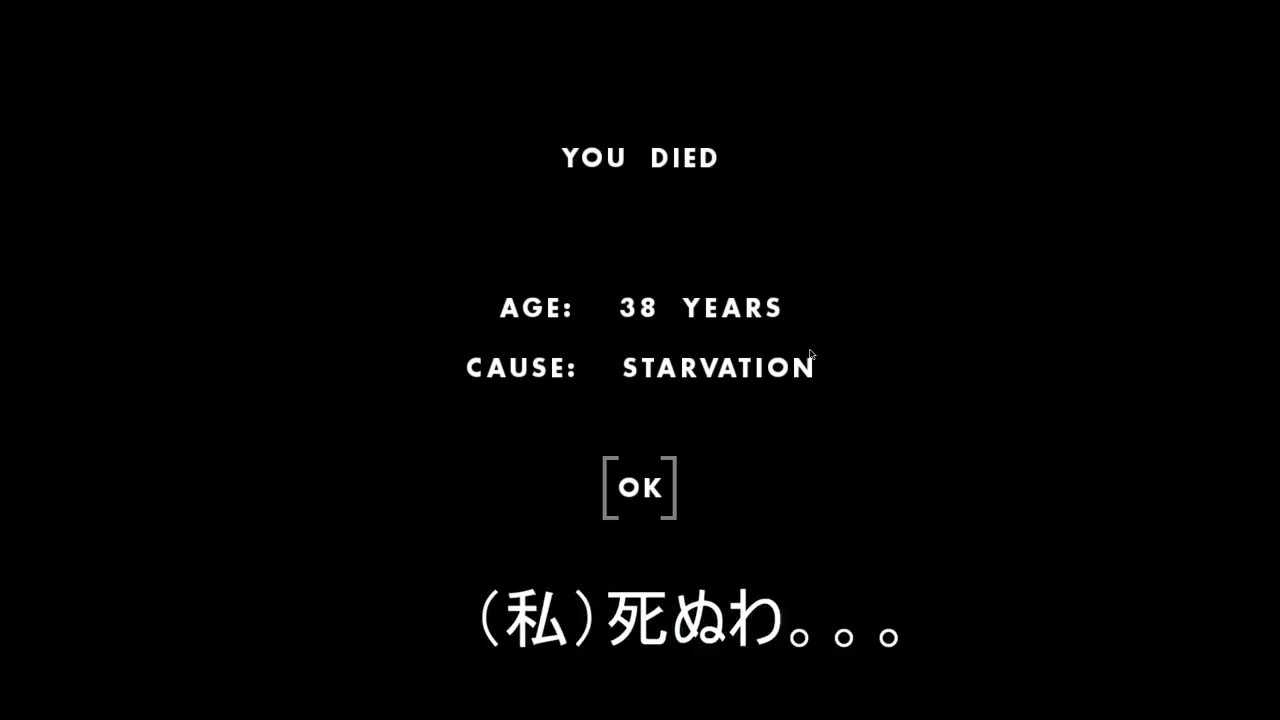 YOU DIED
AGE: 38 YEARS
CAUSE: STARVATION
[OK]
（私）死ぬわ。。。